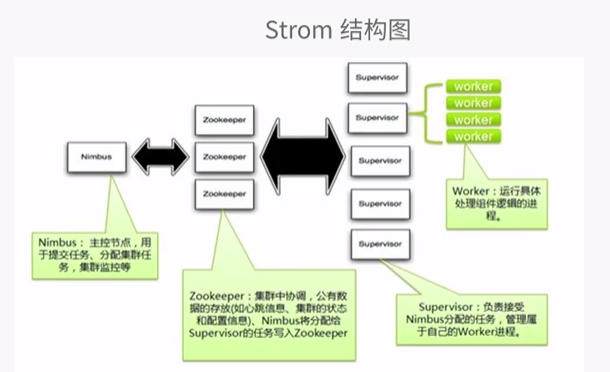 Strom 结构图
Supervisor
worker
worker
worker
worker
Supervisor
Zookeeper
Nimbus
Zookeeper
Supervisor
Zookeeper
Worker：运行具体
处理组件逻辑的进
程。
Supervisor
Supervisor
Nimbus： 主控节点，用
于提交任务、分配集群任
务，集群监控等
Zookeeper：集群中协调，公有数
据的存放(如心跳信息、集群的状态
和配置信息)、Nimbus将分配给
Supervisor的任务写入Zookeeper
Supervisor：负责接受
Nimbus分配的任务，管理属
于自己的Worker进程。